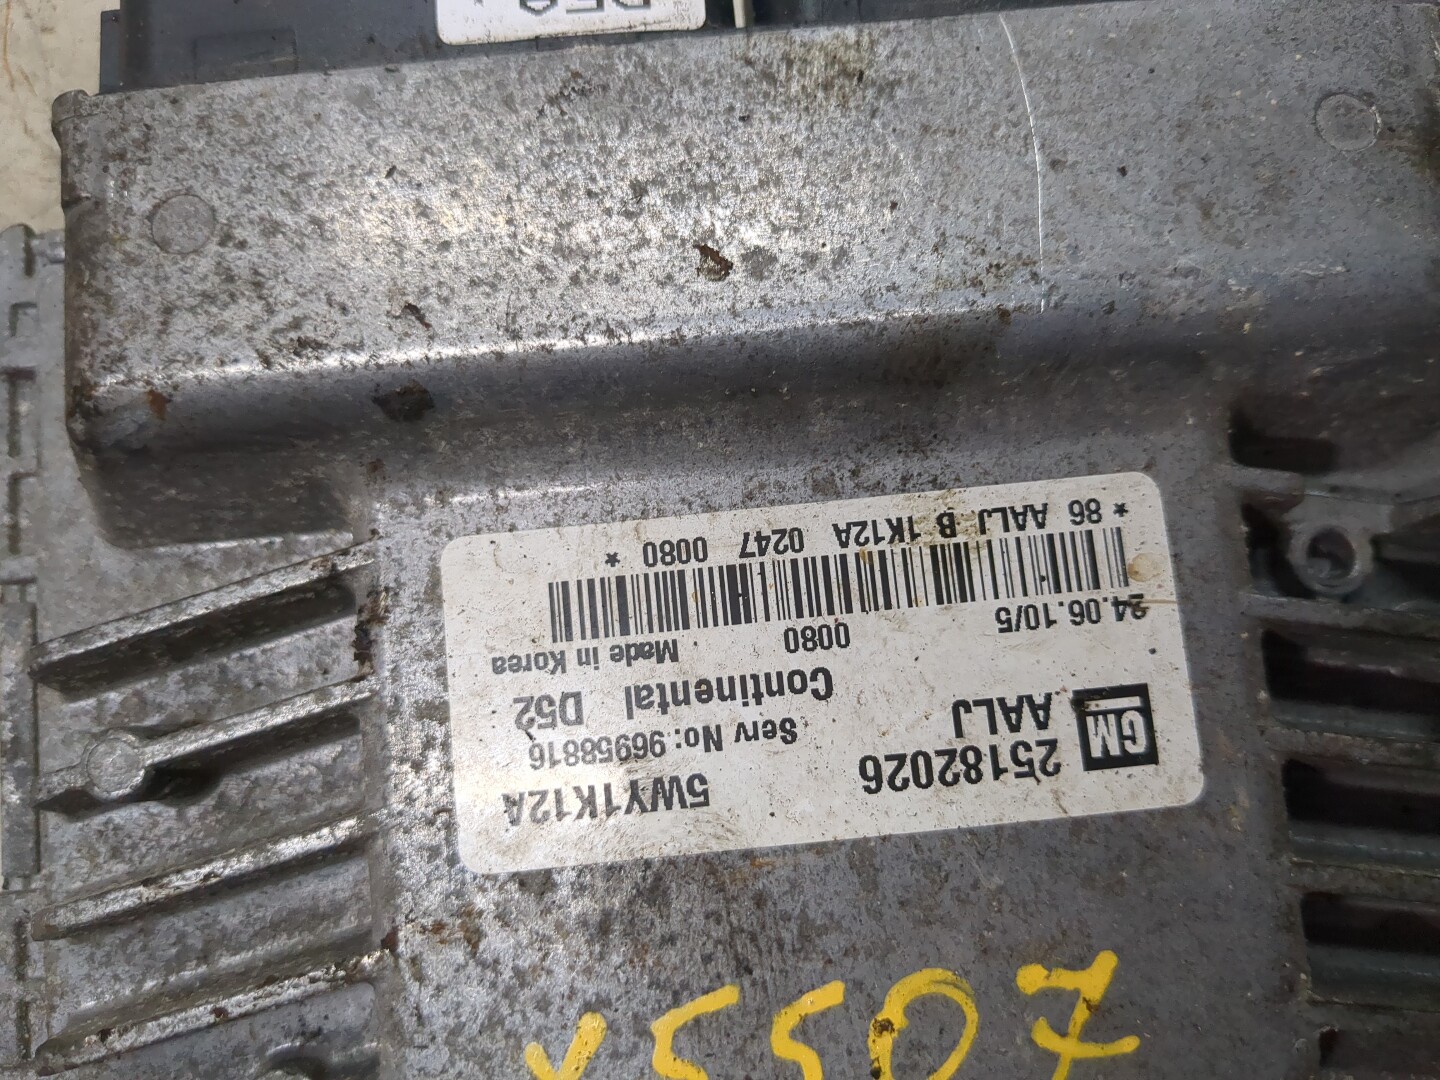 GM 25182026 5WY1K12A
AALJ Serv No: 96958816
Continental D52
24.06.10/5 0080 Made in Korea
* 86 AALJ B 1K12A 0247 0080 *
x5507